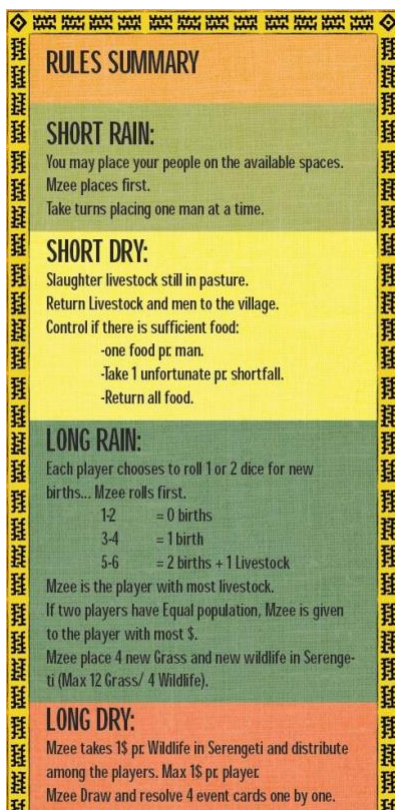 RULES SUMMARY
SHORT RAIN:
You may place your people on the available spaces.
Mzee places first.
Take turns placing one man at a time.
SHORT DRY:
Slaughter livestock still in pasture.
Return Livestock and men to the village.
Control if there is sufficient food:
-one food pr. man.
-Take 1 unfortunate pr. shortfall.
-Return all food.
LONG RAIN:
Each player chooses to roll 1 or 2 dice for new
births... Mzee rolls first.
1-2 = 0 births
3-4 = 1 birth
5-6 = 2 births + 1 Livestock
Mzee is the player with most livestock.
If two players have Equal population, Mzee is given
to the player with most $.
Mzee place 4 new Grass and new wildlife in Serenge-
ti (Max 12 Grass/ 4 Wildlife).
LONG DRY:
Mzee takes 1$ pr. Wildlife in Serengeti and distribute
among the players. Max 1$ pr. player.
Mzee Draw and resolve 4 event cards one by one.